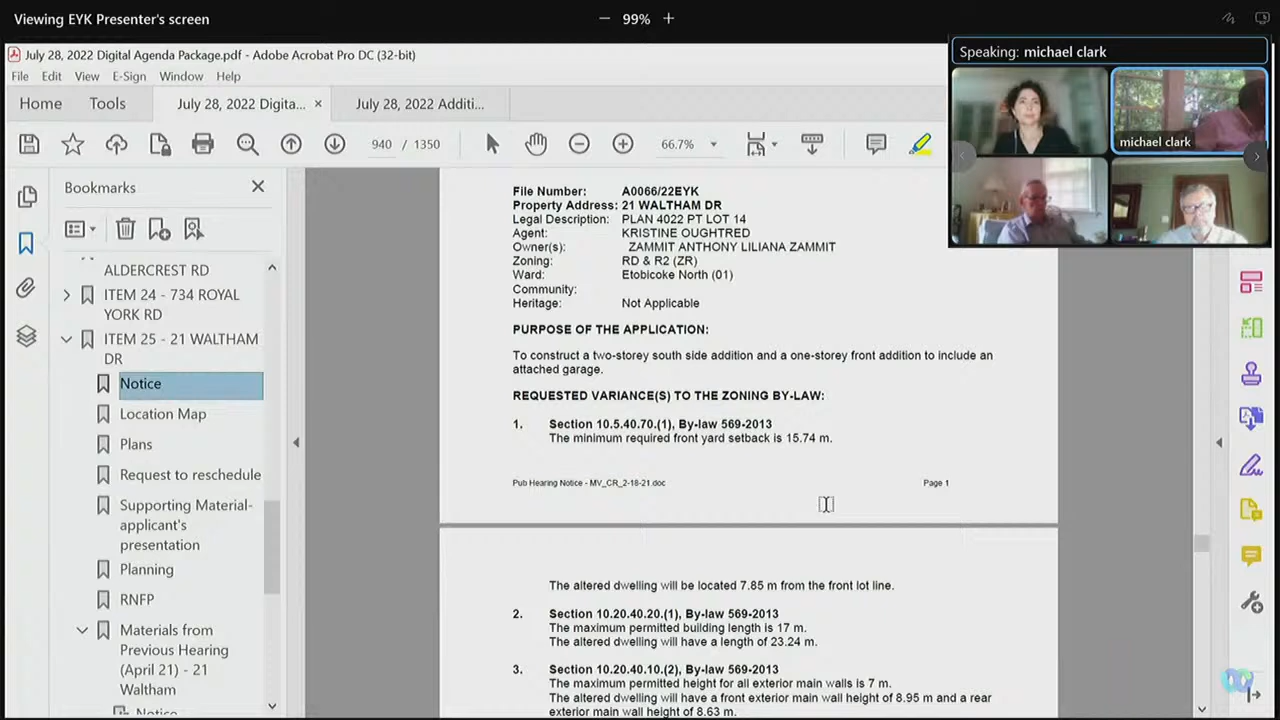 Viewing EYK Presenter's screen
99%
July 28, 2022 Digital Agenda Package.pdf - Adobe Acrobat Pro DC (32-bit)
File Edit View E-Sign Window Help
Home Tools July 28, 2022 Digita... × July 28, 2022 Additi...
940 / 1350 66.7%
Speaking: michael clark
michael clark
Bookmarks
ALDERCREST RD
ITEM 24 - 734 ROYAL
YORK RD
ITEM 25 - 21 WALTHAM
DR
Notice
Location Map
Plans
Request to reschedule
Supporting Material-
applicant's
presentation
Planning
RNFP
Materials from
Previous Hearing
(April 21) - 21
Waltham
Notice
File Number: A0066/22EYK
Property Address: 21 WALTHAM DR
Legal Description: PLAN 4022 PT LOT 14
Agent: KRISTINE OUGHTRED
Owner(s): ZAMMIT ANTHONY LILIANA ZAMMIT
Zoning: RD & R2 (ZR)
Ward: Etobicoke North (01)
Community:
Heritage: Not Applicable
PURPOSE OF THE APPLICATION:
To construct a two-storey south side addition and a one-storey front addition to include an
attached garage.
REQUESTED VARIANCE(S) TO THE ZONING BY-LAW:
1. Section 10.5.40.70.(1), By-law 569-2013
The minimum required front yard setback is 15.74 m.
Pub Hearing Notice - MV_CR_2-18-21.doc Page 1
The altered dwelling will be located 7.85 m from the front lot line.
2. Section 10.20.40.20.(1), By-law 569-2013
The maximum permitted building length is 17 m.
The altered dwelling will have a length of 23.24 m.
3. Section 10.20.40.10.(2), By-law 569-2013
The maximum permitted height for all exterior main walls is 7 m.
The altered dwelling will have a front exterior main wall height of 8.95 m and a rear
exterior main wall height of 8.63 m.